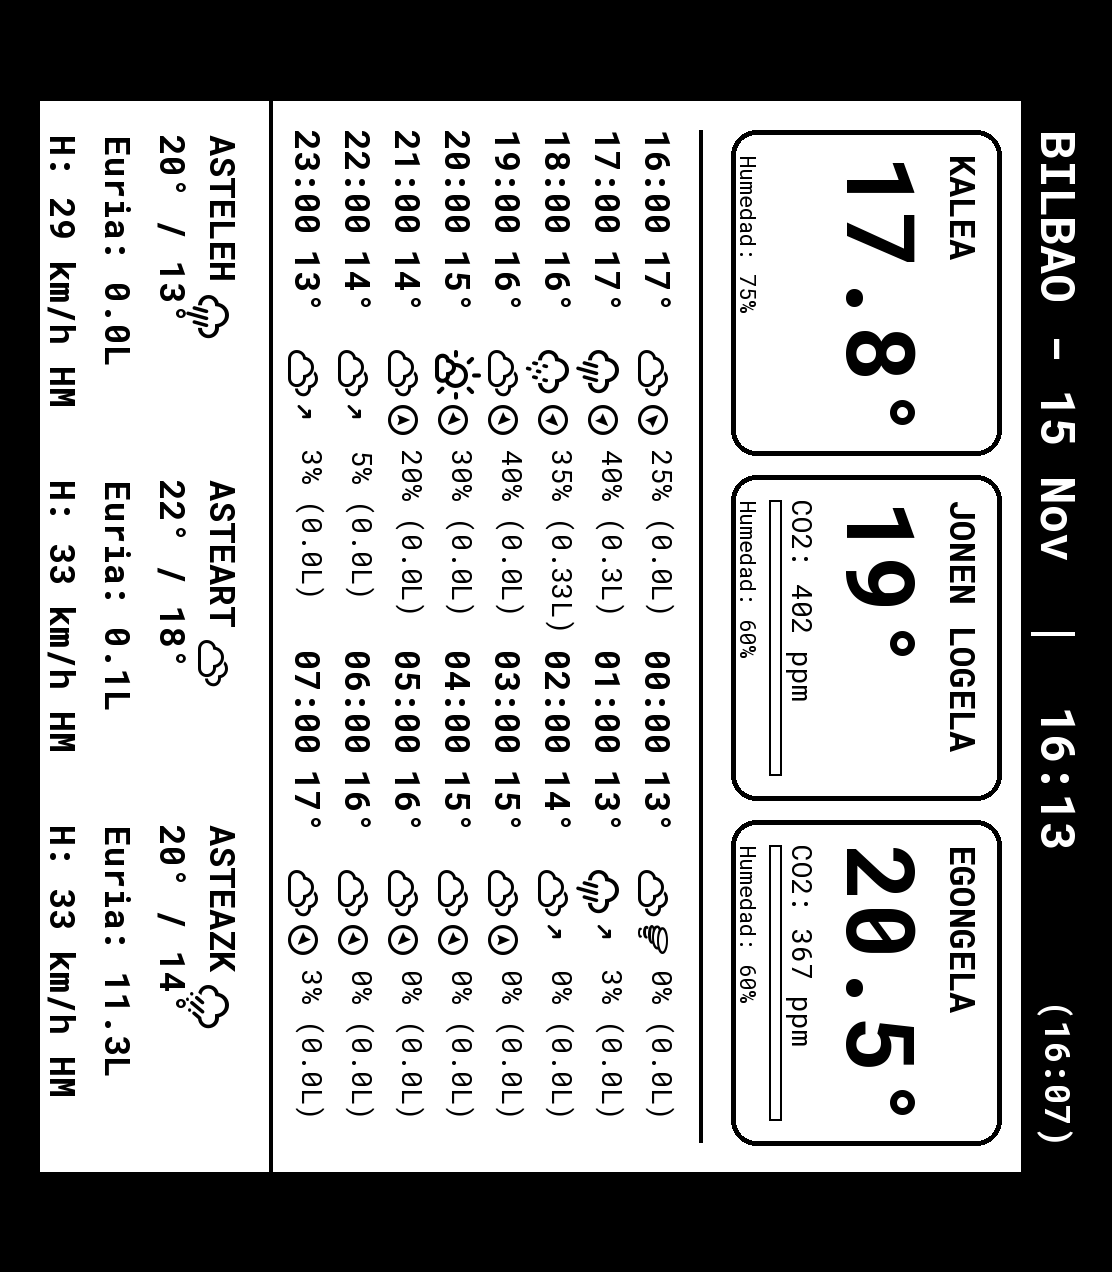 BILBAO - 15 Nov | 16:13 (16:07)
KALEA
17.8°
Humedad: 75%
JONEN LOGELA
19°
CO2: 402 ppm
Humedad: 60%
EGONGELA
20.5°
CO2: 367 ppm
Humedad: 60%
16:00 17° 25% (0.0L)
17:00 17° 40% (0.3L)
18:00 16° 35% (0.33L)
19:00 16° 40% (0.0L)
20:00 15° 30% (0.0L)
21:00 14° 20% (0.0L)
22:00 14° 5% (0.0L)
23:00 13° 3% (0.0L)
00:00 13° 0% (0.0L)
01:00 13° 3% (0.0L)
02:00 14° 0% (0.0L)
03:00 15° 0% (0.0L)
04:00 15° 0% (0.0L)
05:00 16° 0% (0.0L)
06:00 16° 0% (0.0L)
07:00 17° 3% (0.0L)
ASTELEH
20° / 13°
Euria: 0.0L
H: 29 km/h HM
ASTEART
22° / 18°
Euria: 0.1L
H: 33 km/h HM
ASTEAZK
20° / 14°
Euria: 11.3L
H: 33 km/h HM